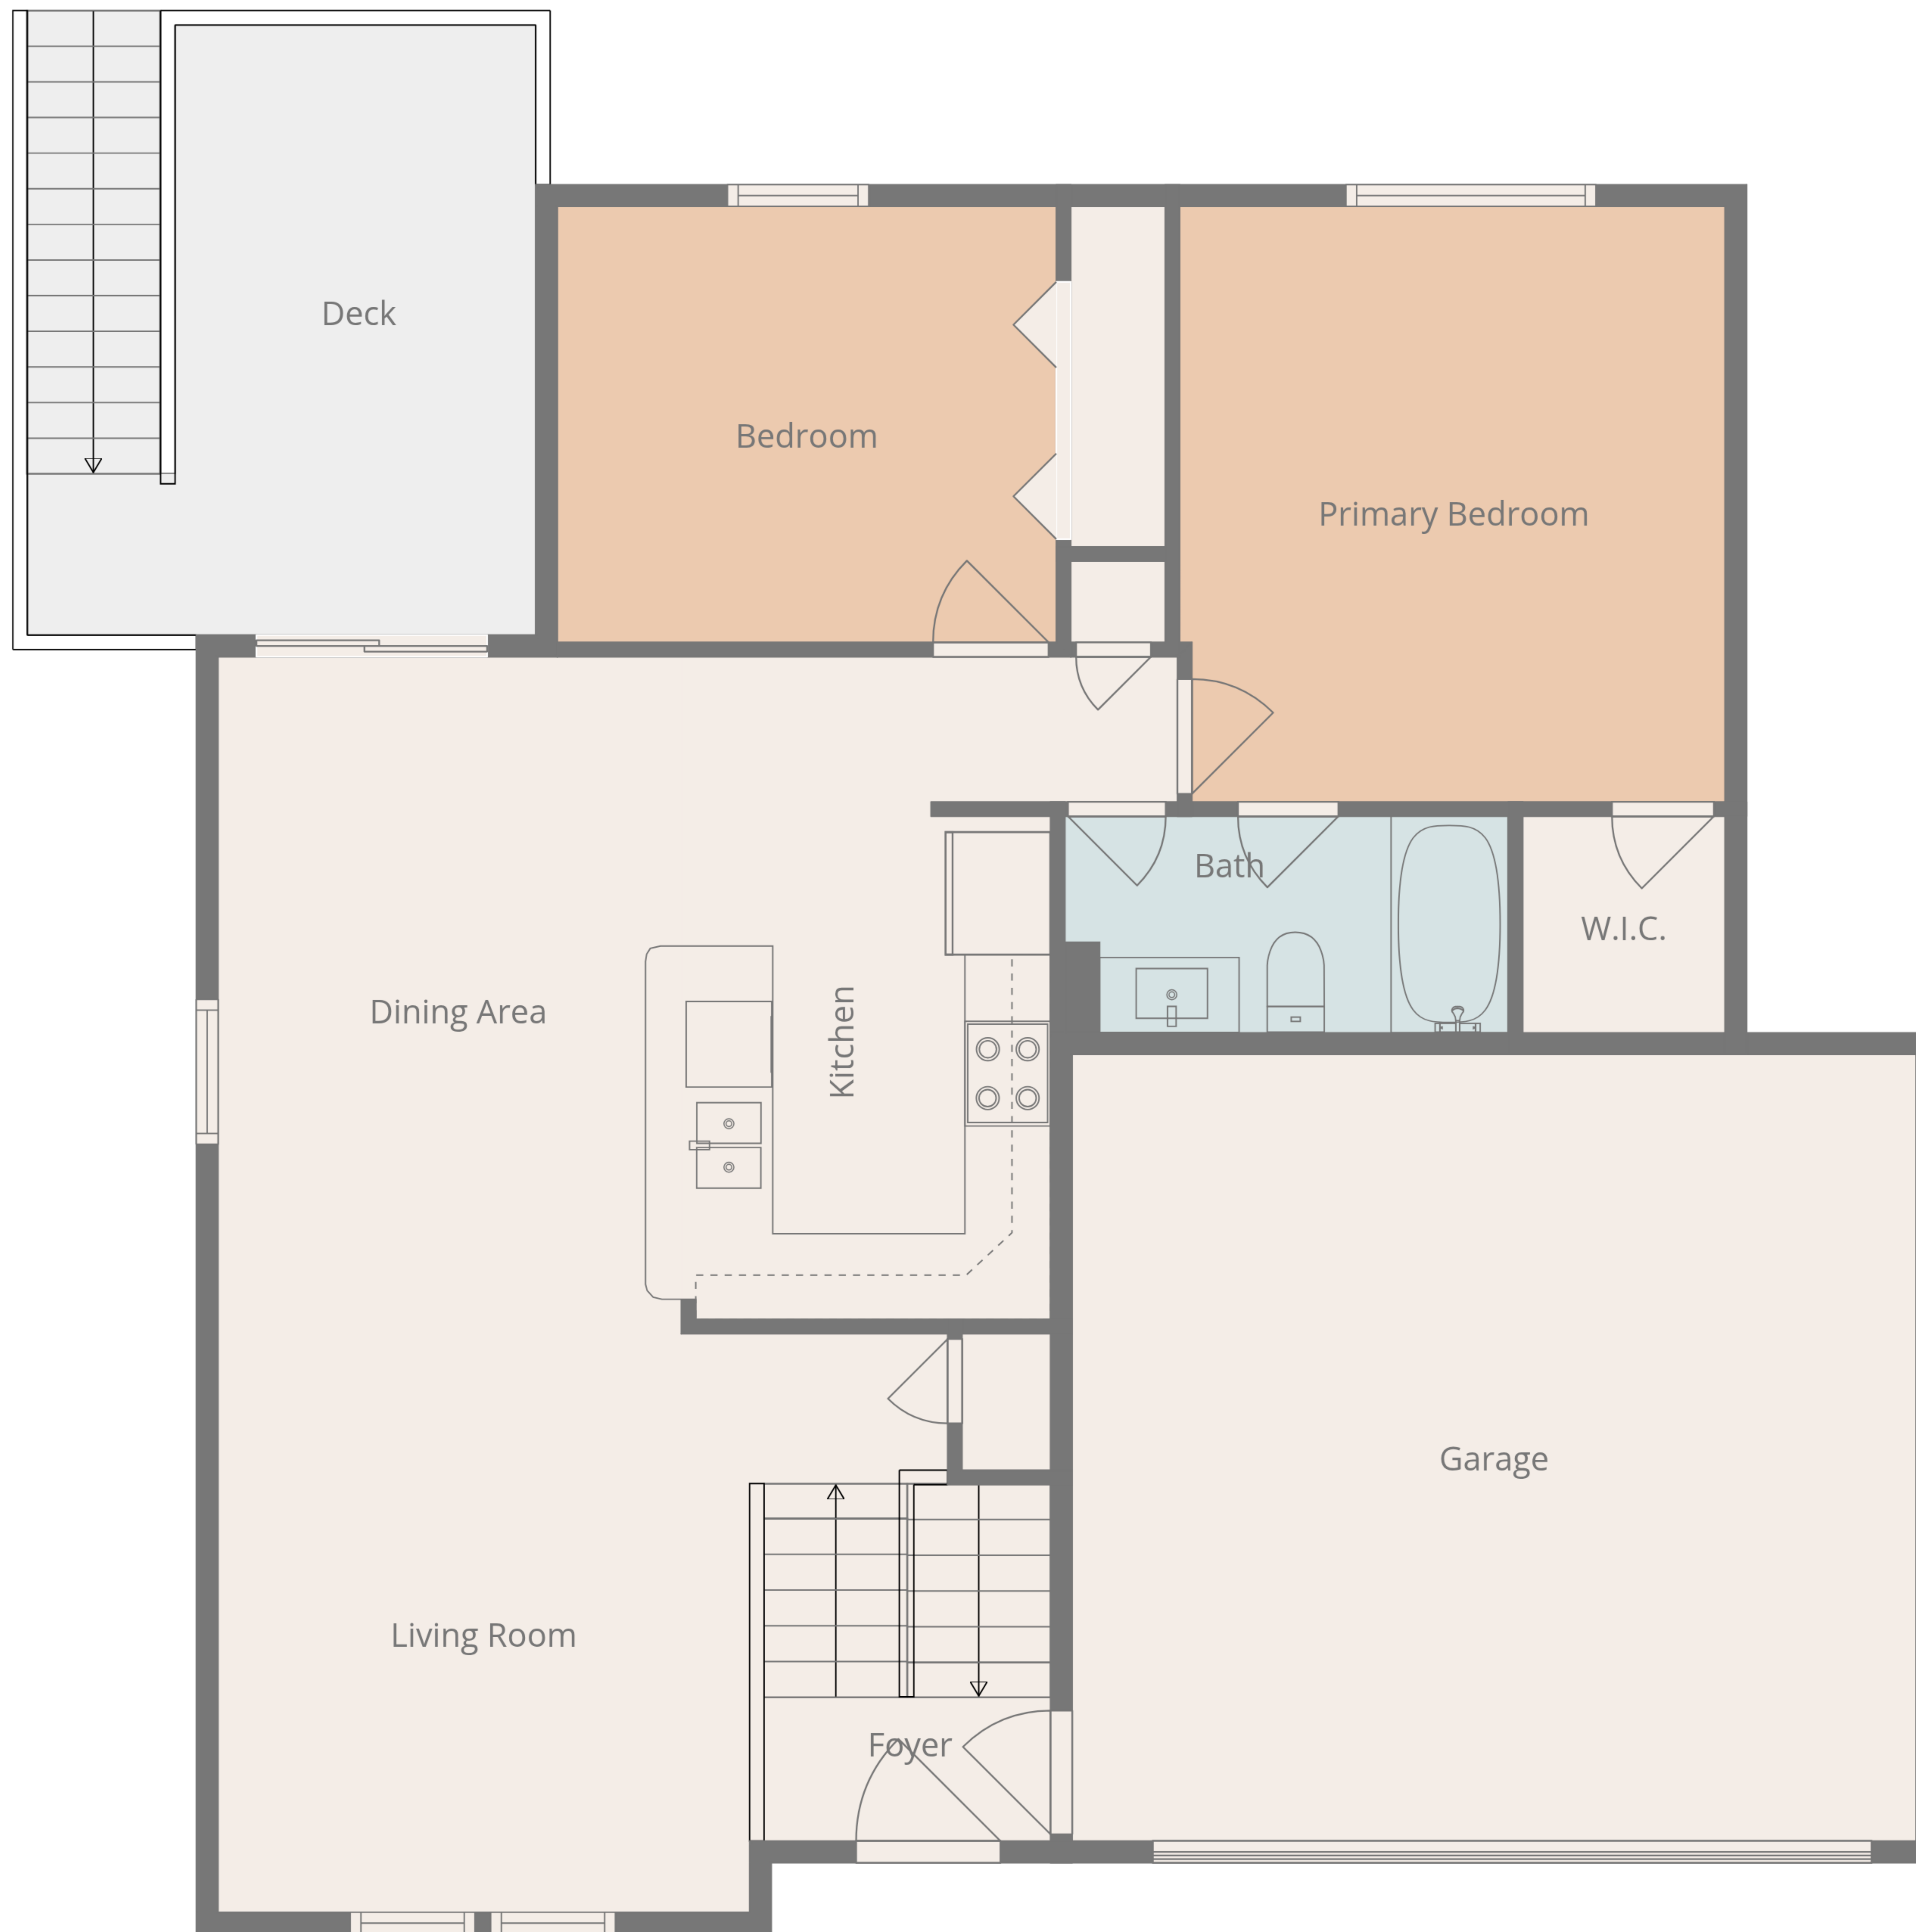 Deck
Bedroom
Primary Bedroom
Bath
W.I.C.
Dining Area
Kitchen
Garage
Living Room
Foyer